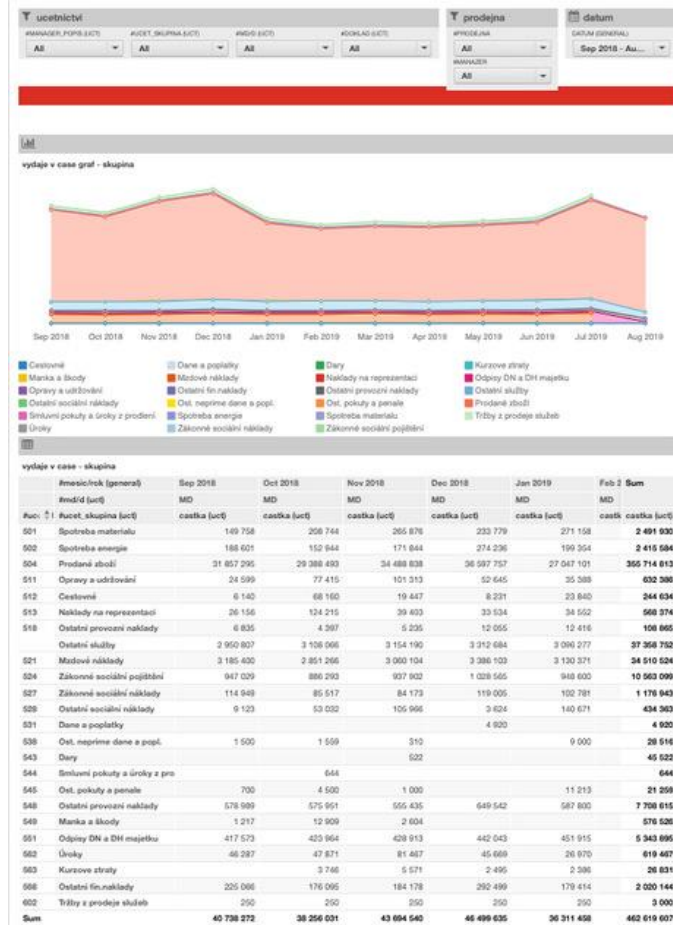 ucetnictvi
prodejna
datum
#MANAGER_POPIS (UCT) #UCET_SKUPINA (UCT) #MD/D (UCT) #DOKLAD (UCT) #PRODEJNA DATUM (GENERAL)
All All All All All Sep 2018 - Au...
#MANAZER
All
vydaje v case graf - skupina
Sep 2018 Oct 2018 Nov 2018 Dec 2018 Jan 2019 Feb 2019 Mar 2019 Apr 2019 May 2019 Jun 2019 Jul 2019 Aug 2019
Cestovné Dane a poplatky Dary Kurzove ztraty
Manka a škody Mzdové náklady Naklady na reprezentaci Odpisy DN a DH majetku
Opravy a udržování Ostatni fin.naklady Ostatni provozni naklady Ostatní služby
Ostatní sociální náklady Ost. neprime dane a popl. Ost. pokuty a penale Prodané zboží
Smluvní pokuty a úroky z prodlení Spotreba energie Spotreba materialu Tržby z prodeje služeb
Úroky Zákonné sociální náklady Zákonné sociální pojištění
vydaje v case - skupina
#mesic/rok (general) Sep 2018 Oct 2018 Nov 2018 Dec 2018 Jan 2019 Feb 2 Sum
#md/d (uct) MD MD MD MD MD MD
#uc #ucet_skupina (uct) castka (uct) castka (uct) castka (uct) castka (uct) castka (uct) castk castka (uct)
501 Spotreba materialu 149 758 208 744 265 876 233 779 271 158 2 491 930
502 Spotreba energie 188 601 152 944 171 844 274 236 199 354 2 415 584
504 Prodané zboží 31 857 295 29 388 493 34 488 838 36 597 757 27 047 101 355 714 813
511 Opravy a udržování 24 599 77 415 101 313 52 645 35 388 632 386
512 Cestovné 6 140 68 160 19 447 8 231 23 840 244 634
513 Naklady na reprezentaci 26 156 124 215 39 403 33 534 34 552 568 374
518 Ostatni provozni naklady 6 835 4 397 5 235 12 055 12 416 108 865
Ostatní služby 2 950 807 3 108 066 3 154 190 3 312 684 3 096 277 37 358 752
521 Mzdové náklady 3 185 400 2 851 266 3 060 104 3 386 103 3 130 371 34 510 524
524 Zákonné sociální pojištění 947 029 886 293 937 902 1 028 565 948 600 10 563 099
527 Zákonné sociální náklady 114 949 85 517 84 173 119 005 102 781 1 176 943
528 Ostatní sociální náklady 9 123 53 032 105 966 3 624 140 671 434 363
531 Dane a poplatky 4 920 4 920
538 Ost. neprime dane a popl. 1 500 1 559 310 9 000 28 516
543 Dary 522 45 522
544 Smluvní pokuty a úroky z pro 644 644
545 Ost. pokuty a penale 700 4 500 1 000 11 213 21 259
548 Ostatni provozni naklady 578 989 575 951 555 435 649 542 587 800 7 708 615
549 Manka a škody 1 217 12 909 2 604 576 526
551 Odpisy DN a DH majetku 417 573 423 964 428 913 442 043 451 915 5 343 895
562 Úroky 46 287 47 871 81 467 45 669 26 970 619 467
563 Kurzove ztraty 3 746 5 571 2 495 2 386 26 831
568 Ostatni fin.naklady 225 066 176 095 184 178 292 499 179 414 2 020 144
602 Tržby z prodeje služeb 250 250 250 250 250 3 000
Sum 40 738 272 38 256 031 43 694 540 46 499 635 36 311 458 462 619 607